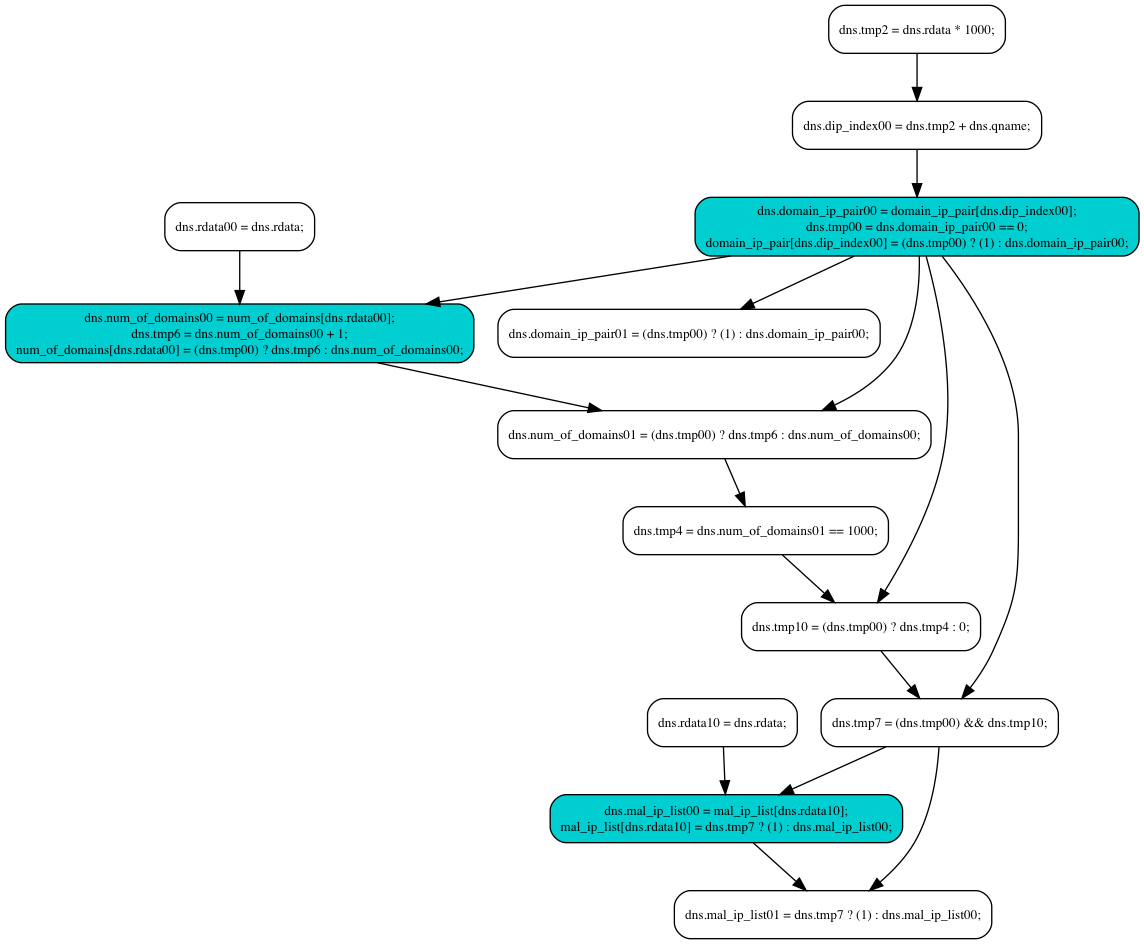 dns.tmp2 = dns.rdata * 1000;
dns.dip_index00 = dns.tmp2 + dns.qname;
dns.domain_ip_pair00 = domain_ip_pair[dns.dip_index00];
dns.tmp00 = dns.domain_ip_pair00 == 0;
domain_ip_pair[dns.dip_index00] = (dns.tmp00) ? (1) : dns.domain_ip_pair00;
dns.rdata00 = dns.rdata;
dns.num_of_domains00 = num_of_domains[dns.rdata00];
dns.tmp6 = dns.num_of_domains00 + 1;
num_of_domains[dns.rdata00] = (dns.tmp00) ? dns.tmp6 : dns.num_of_domains00;
dns.domain_ip_pair01 = (dns.tmp00) ? (1) : dns.domain_ip_pair00;
dns.num_of_domains01 = (dns.tmp00) ? dns.tmp6 : dns.num_of_domains00;
dns.tmp4 = dns.num_of_domains01 == 1000;
dns.tmp10 = (dns.tmp00) ? dns.tmp4 : 0;
dns.rdata10 = dns.rdata;
dns.tmp7 = (dns.tmp00) && dns.tmp10;
dns.mal_ip_list00 = mal_ip_list[dns.rdata10];
mal_ip_list[dns.rdata10] = dns.tmp7 ? (1) : dns.mal_ip_list00;
dns.mal_ip_list01 = dns.tmp7 ? (1) : dns.mal_ip_list00;